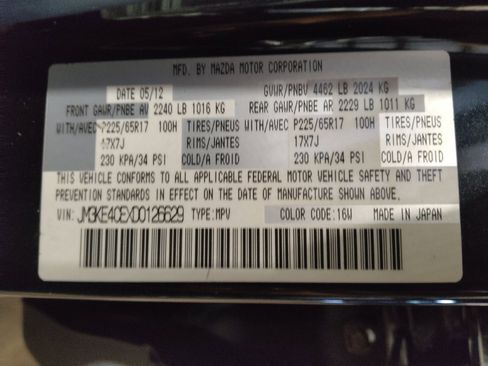 MFD. BY MAZDA MOTOR CORPORATION
DATE 05/12 GVWR/PNBV 4462 LB 2024 KG
FRONT GAWR/PNBE AV 2240 LB 1016 KG REAR GAWR/PNBE AR 2229 LB 1011 KG
WITH/AVEC P225/65R17 100H TIRES/PNEUS WITH/AVEC P225/65R17 100H TIRES/PNEUS
17X7J RIMS/JANTES 17X7J RIMS/JANTES
230 KPA/34 PSI COLD/A FROID 230 KPA/34 PSI COLD/A FROID
THIS VEHICLE CONFORMS TO ALL APPLICABLE FEDERAL MOTOR VEHICLE SAFETY AND THEFT
PREVENTION STANDARDS IN EFFECT ON THE DATE OF MANUFACTURE SHOWN ABOVE.
VIN: JM3KE4CEXD0126629 TYPE:MPV COLOR CODE:16W MADE IN JAPAN